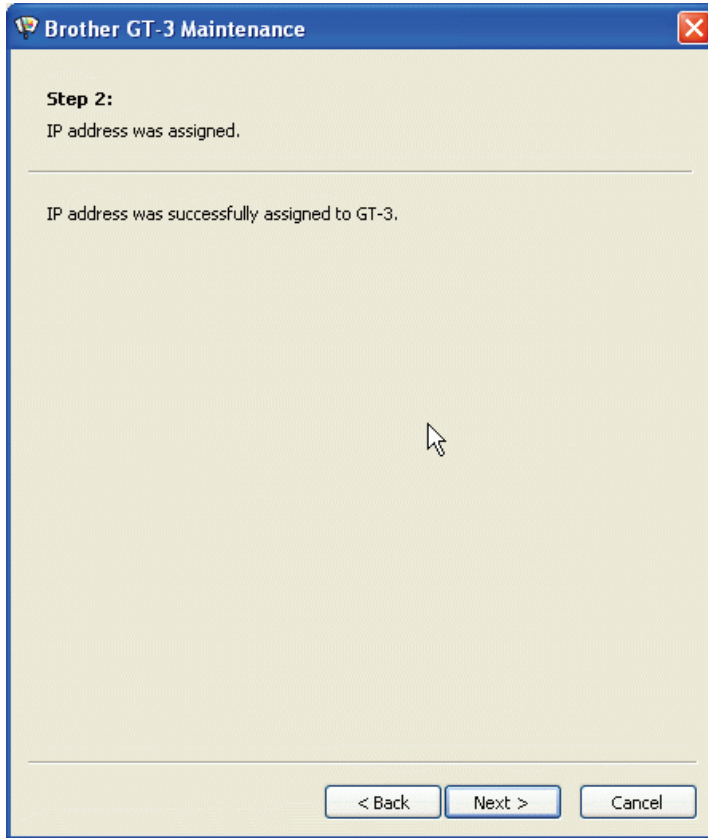 Brother GT-3 Maintenance
Step 2:
IP address was assigned.
IP address was successfully assigned to GT-3.
< Back Next > Cancel